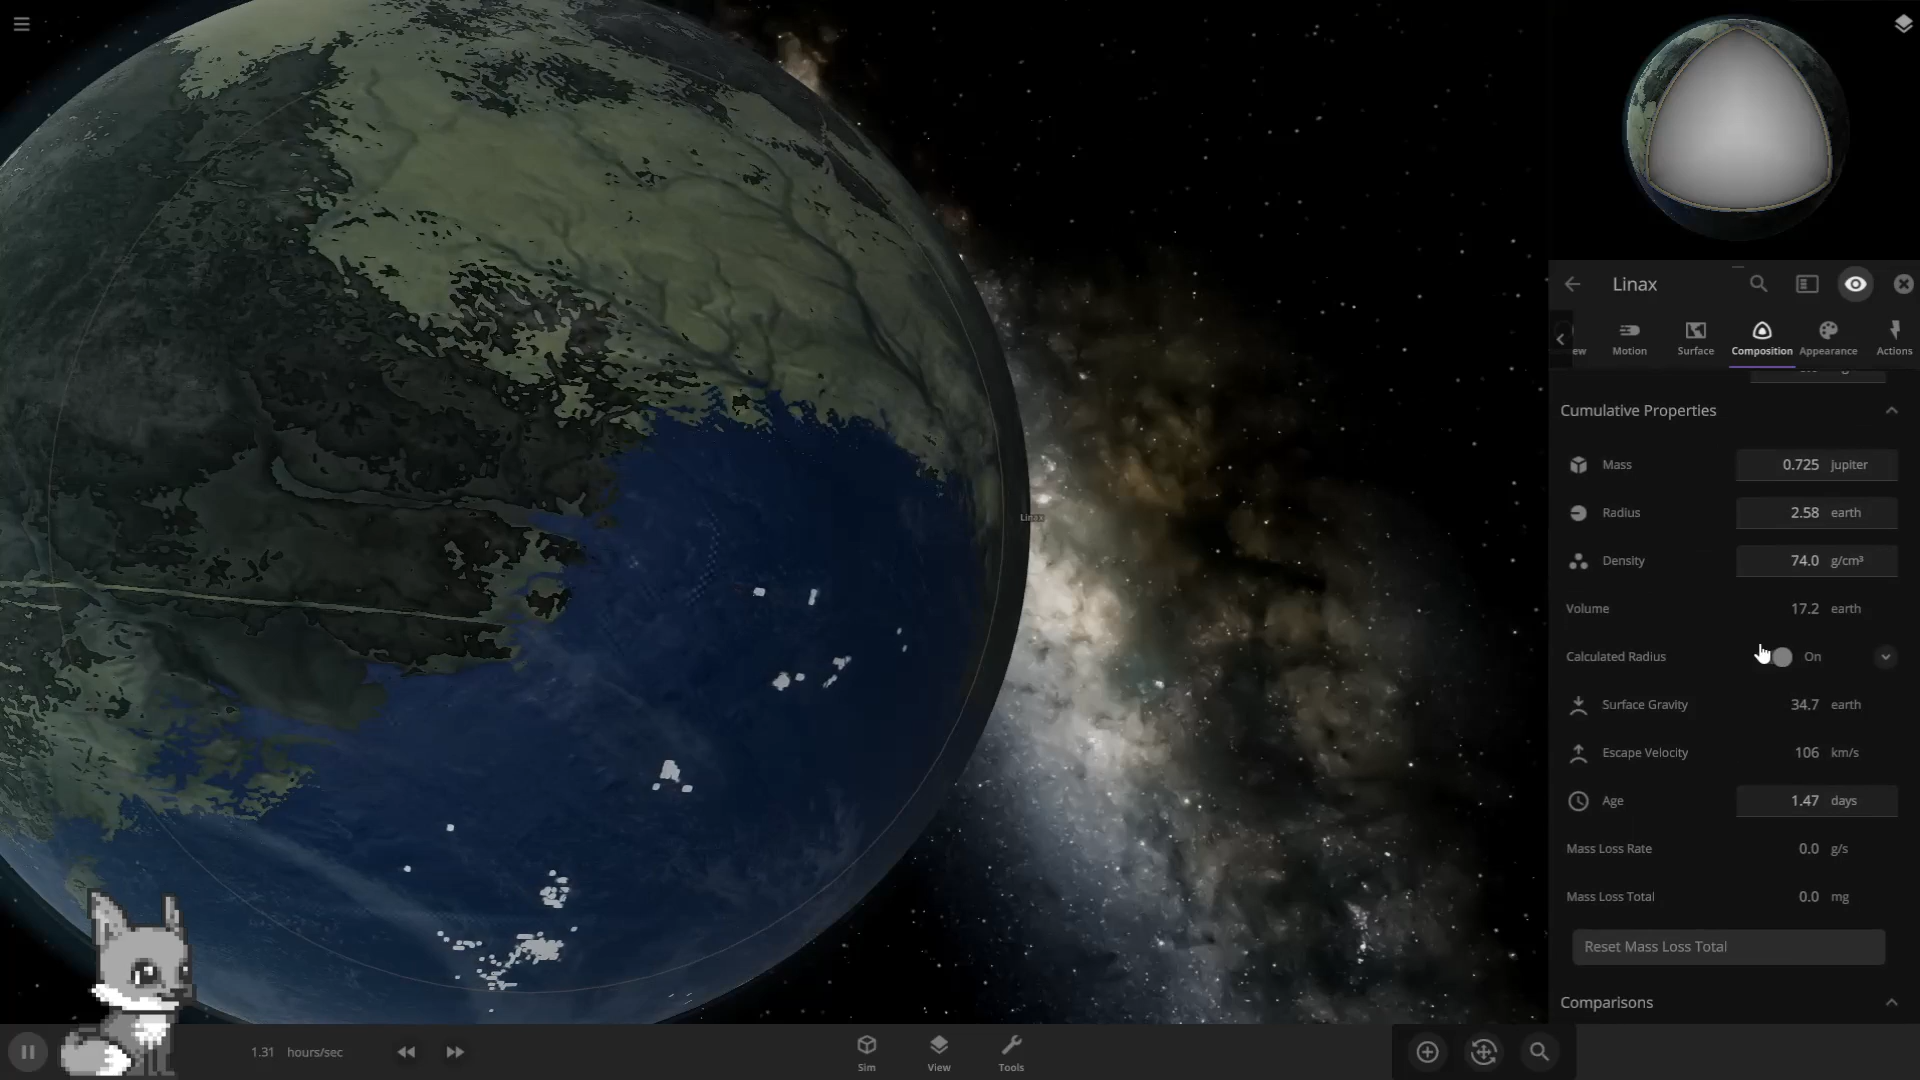 Linax
ew
Motion
Surface
Composition
Appearance
Actions
Cumulative Properties
Mass 0.725 jupiter
Radius 2.58 earth
Density 74.0 g/cm³
Volume 17.2 earth
Calculated Radius On
Surface Gravity 34.7 earth
Escape Velocity 106 km/s
Age 1.47 days
Mass Loss Rate 0.0 g/s
Mass Loss Total 0.0 mg
Reset Mass Loss Total
Comparisons
Linax
1.31 hours/sec
Sim
View
Tools